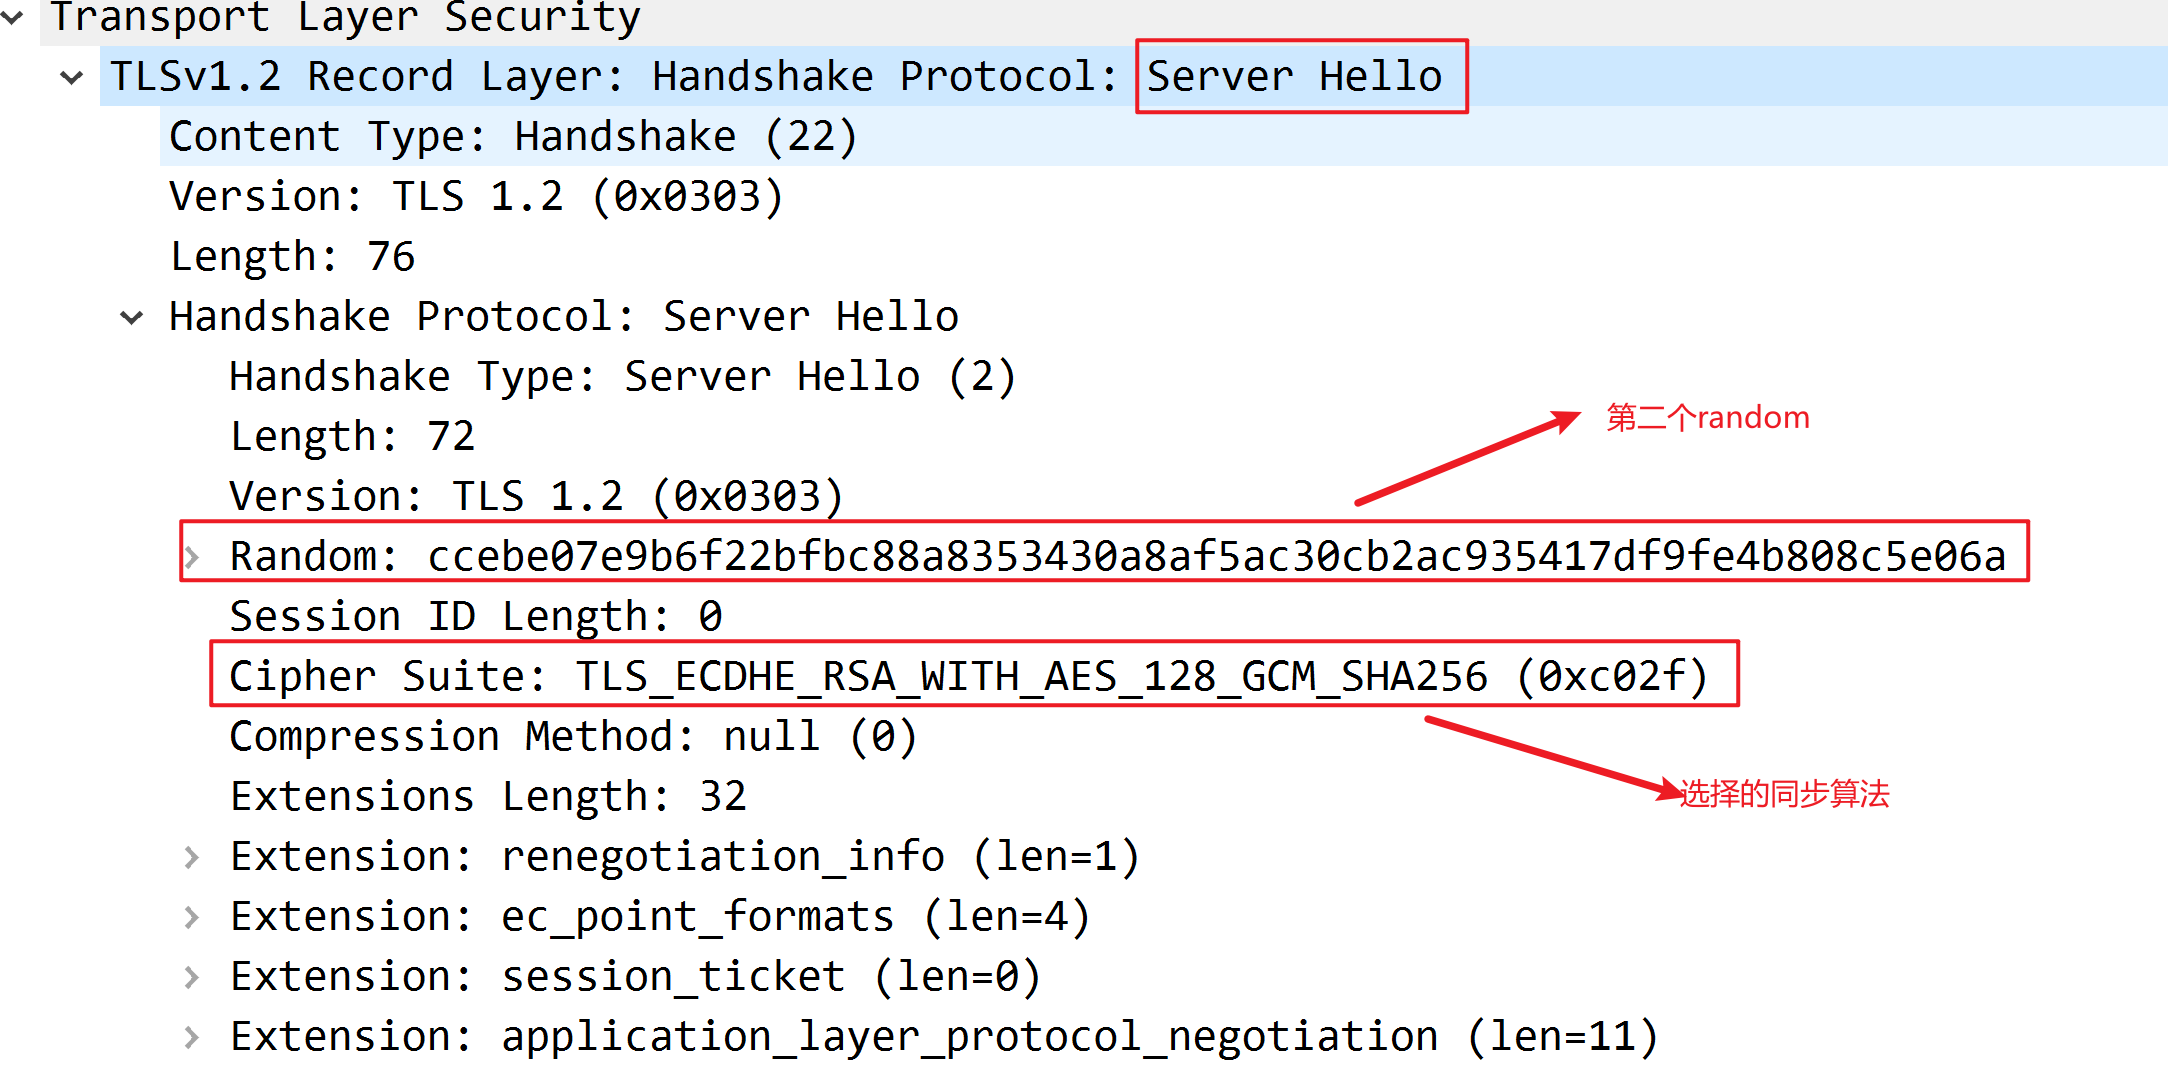 Transport Layer Security
TLSv1.2 Record Layer: Handshake Protocol: Server Hello
Content Type: Handshake (22)
Version: TLS 1.2 (0x0303)
Length: 76
Handshake Protocol: Server Hello
Handshake Type: Server Hello (2)
第二个random
Length: 72
Version: TLS 1.2 (0x0303)
Random: ccebe07e9b6f22bfbc88a8353430a8af5ac30cb2ac935417df9fe4b808c5e06a
Session ID Length: 0
Cipher Suite: TLS_ECDHE_RSA_WITH_AES_128_GCM_SHA256 (0xc02f)
Compression Method: null (0)
选择的同步算法
Extensions Length: 32
Extension: renegotiation_info (len=1)
Extension: ec_point_formats (len=4)
Extension: session_ticket (len=0)
Extension: application_layer_protocol_negotiation (len=11)